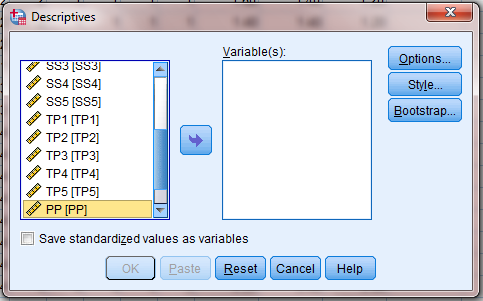 Descriptives
Variable(s):
SS3 [SS3]
SS4 [SS4]
SS5 [SS5]
TP1 [TP1]
TP2 [TP2]
TP3 [TP3]
TP4 [TP4]
TP5 [TP5]
PP [PP]
Options...
Style...
Bootstrap...
Save standardized values as variables
OK Paste Reset Cancel Help